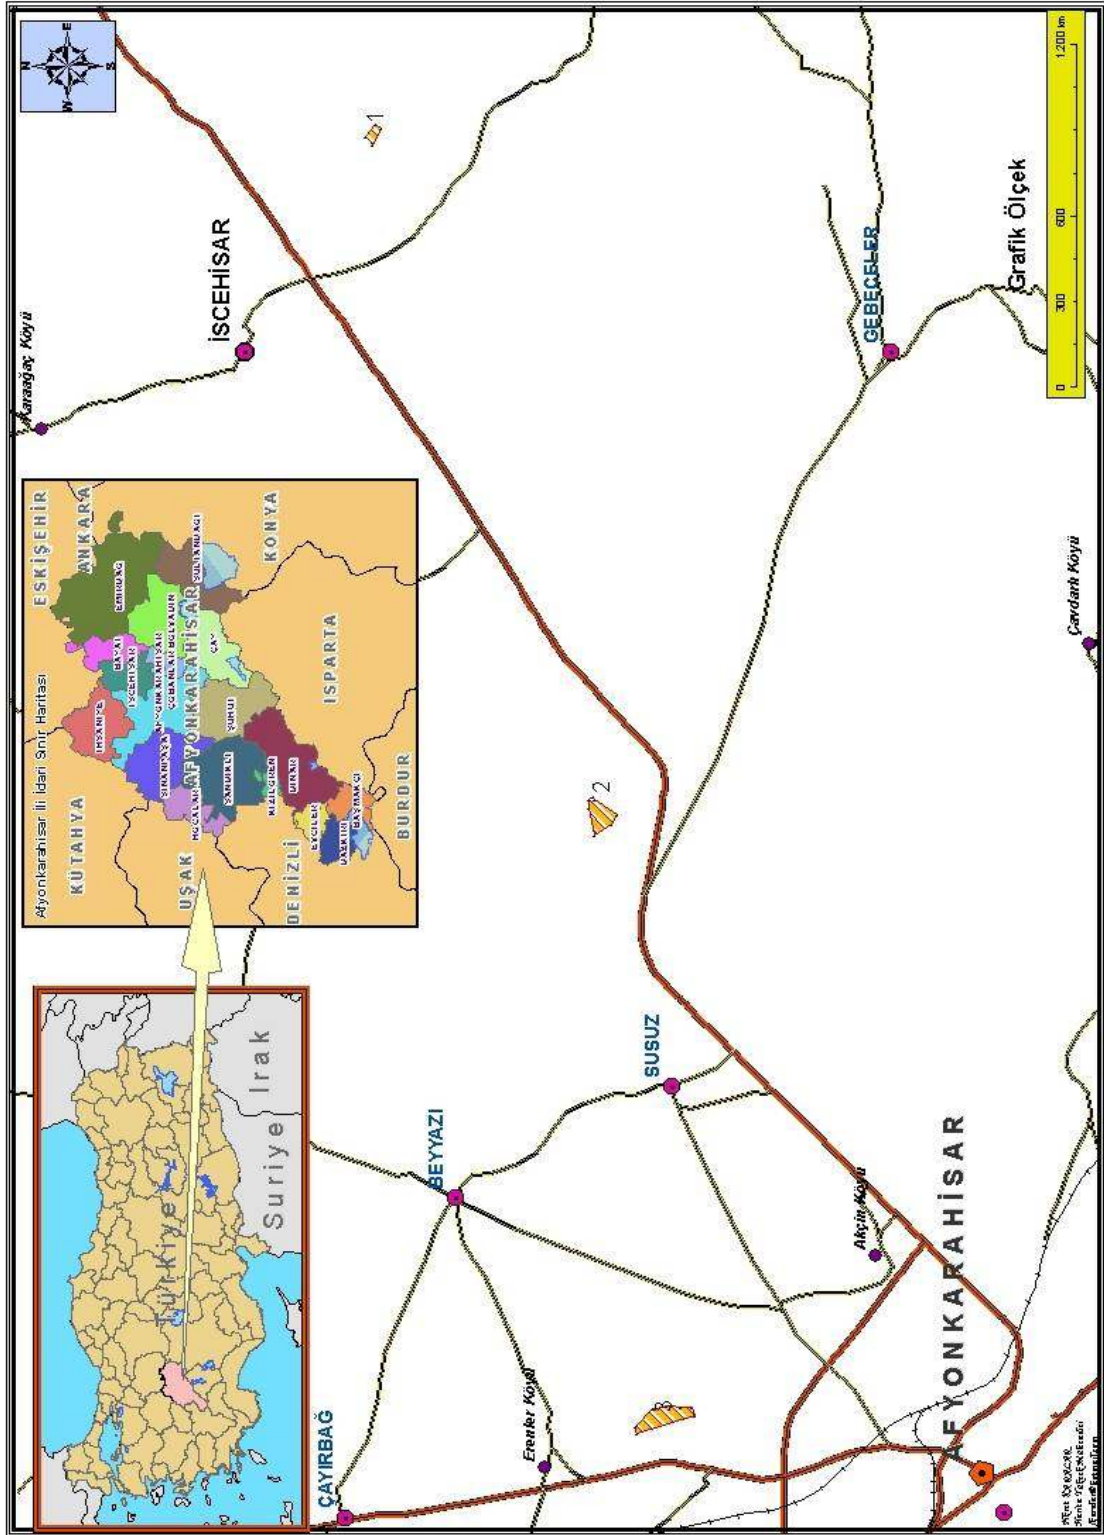 Karaağaç Köyü
İSCEHİSAR
1
GEBECELER
Grafik Ölçek
0
300
600
1200 km
N
E
S
W
Afyonkarahisar İli İdari Sınır Haritası
ESKİŞEHİR
ANKARA
KÜTAHYA
UŞAK
DENİZLİ
BURDUR
ISPARTA
KONYA
AFYONKARAHİSAR
EMİRDAĞ
BAYAT
İSCEHİSAR
İHSANİYE
AFYONKARAHİSAR
ÇOBANLAR
BOLVADİN
SULTANDAĞI
ÇAY
ŞUHUT
SİNANPAŞA
HOCALAR
SANDIKLI
KIZILÖREN
DİNAR
EVCİLER
DAZKIRI
BAŞMAKÇI
2
Çavdarlı Köyü
Türkiye
Suriye
Irak
SUSUZ
BEYYAZI
Akçin Köyü
Erenler Köyü
ÇAYIRBAĞ
AFYONKARAHİSAR